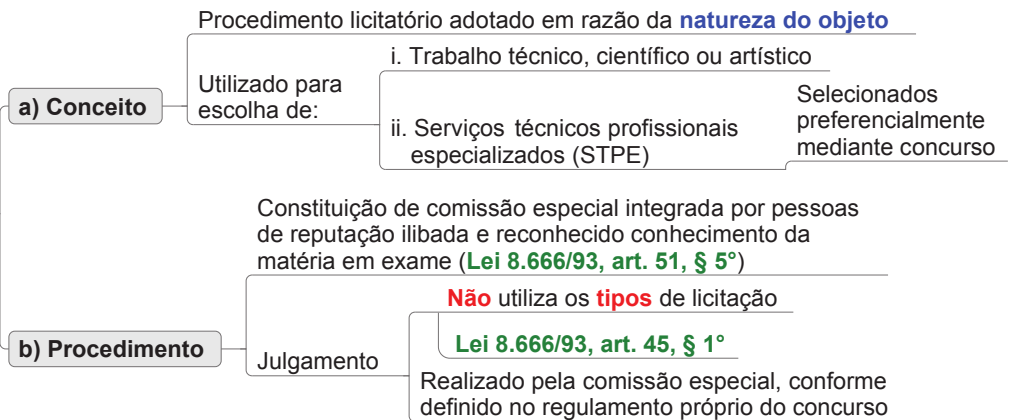 Procedimento licitatório adotado em razão da natureza do objeto
a) Conceito
Utilizado para
escolha de:
i. Trabalho técnico, científico ou artístico
ii. Serviços técnicos profissionais
especializados (STPE)
Selecionados
preferencialmente
mediante concurso
Constituição de comissão especial integrada por pessoas
de reputação ilibada e reconhecido conhecimento da
matéria em exame (Lei 8.666/93, art. 51, § 5°)
b) Procedimento
Julgamento
Não utiliza os tipos de licitação
Lei 8.666/93, art. 45, § 1°
Realizado pela comissão especial, conforme
definido no regulamento próprio do concurso